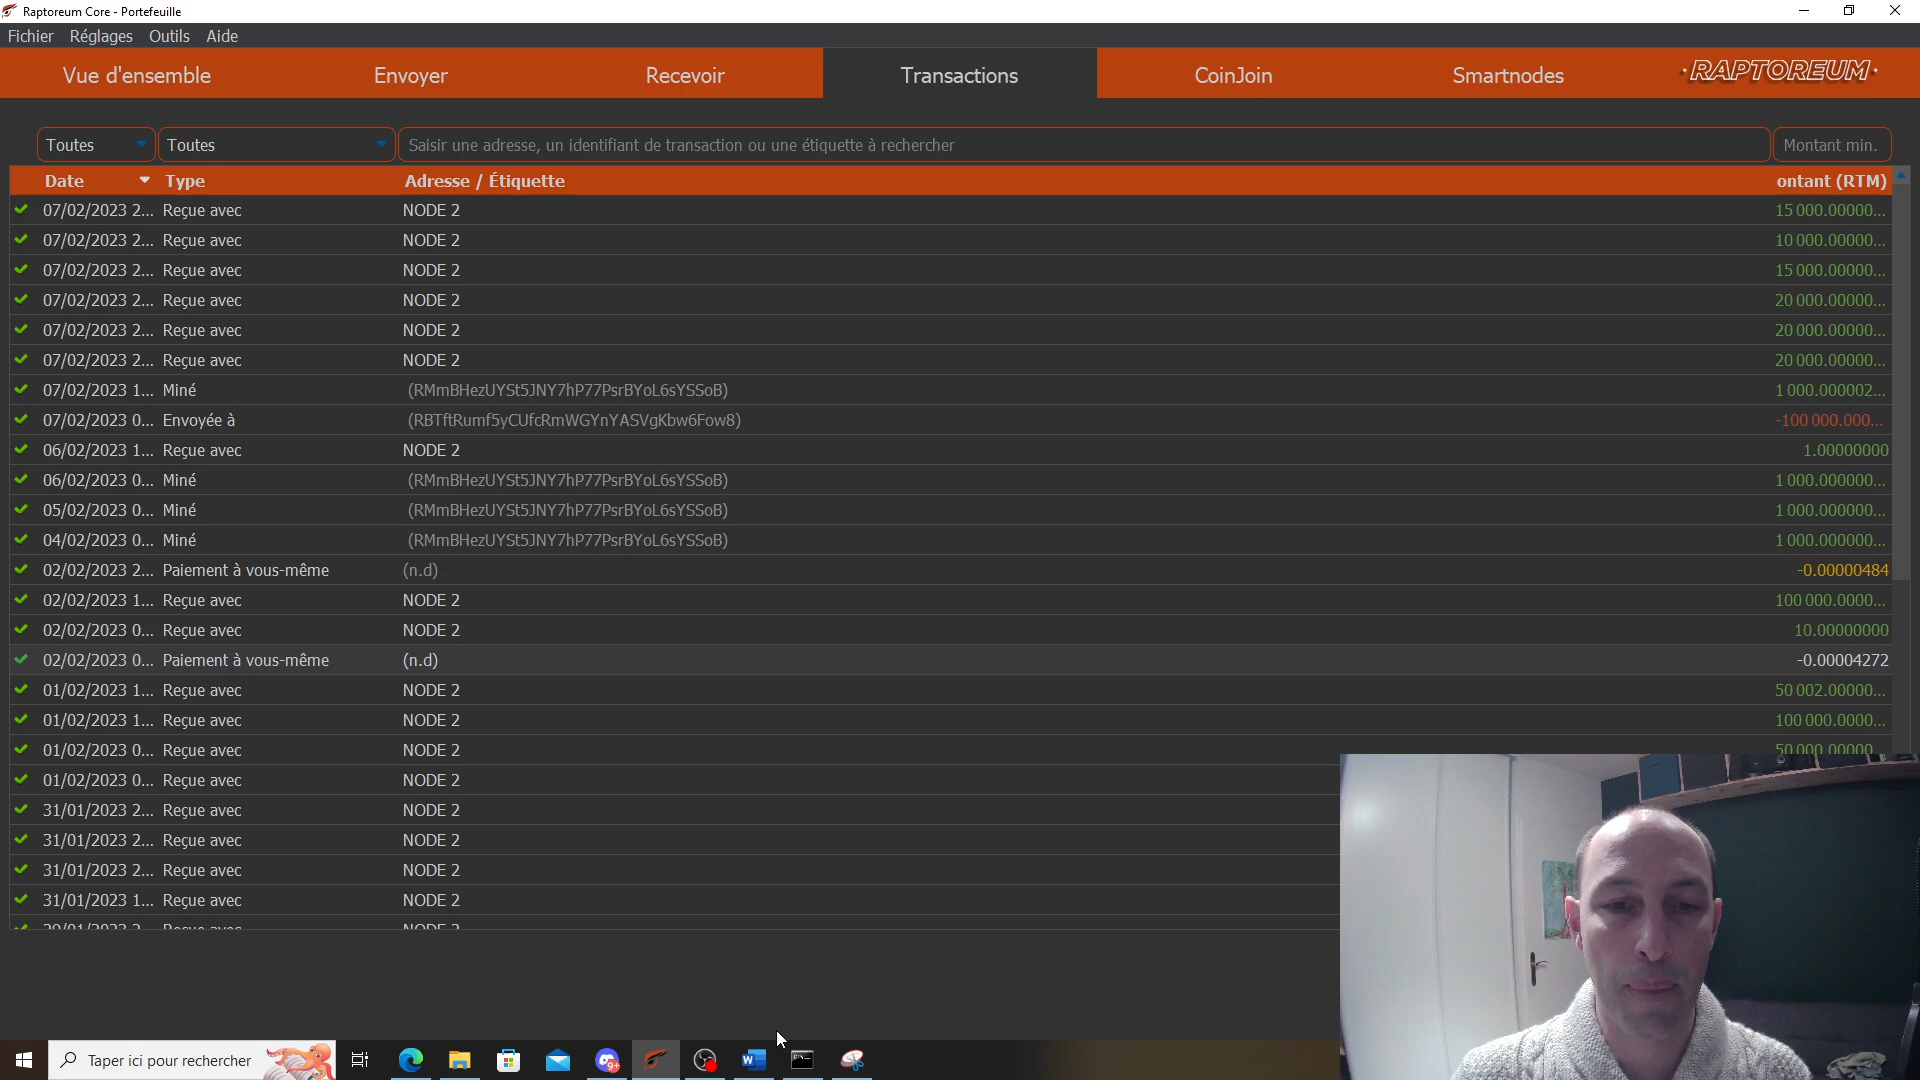 Raptoreum Core - Portefeuille
Fichier Réglages Outils Aide
Vue d'ensemble Envoyer Recevoir Transactions CoinJoin Smartnodes RAPTOREUM
Toutes Toutes Saisir une adresse, un identifiant de transaction ou une étiquette à rechercher Montant min.
Date Type Adresse / Étiquette ontant (RTM)
07/02/2023 2... Reçue avec NODE 2 15 000.00000...
07/02/2023 2... Reçue avec NODE 2 10 000.00000...
07/02/2023 2... Reçue avec NODE 2 15 000.00000...
07/02/2023 2... Reçue avec NODE 2 20 000.00000...
07/02/2023 2... Reçue avec NODE 2 20 000.00000...
07/02/2023 2... Reçue avec NODE 2 20 000.00000...
07/02/2023 1... Miné (RMmBHezUYSt5JNY7hP77PsrBYoL6sYSSoB) 1 000.000002...
07/02/2023 0... Envoyée à (RBTftRumf5yCUfcRmWGYnYASVgKbw6Fow8) -100 000.000...
06/02/2023 1... Reçue avec NODE 2 1.00000000
06/02/2023 0... Miné (RMmBHezUYSt5JNY7hP77PsrBYoL6sYSSoB) 1 000.000000...
05/02/2023 0... Miné (RMmBHezUYSt5JNY7hP77PsrBYoL6sYSSoB) 1 000.000000...
04/02/2023 0... Miné (RMmBHezUYSt5JNY7hP77PsrBYoL6sYSSoB) 1 000.000000...
02/02/2023 2... Paiement à vous-même (n.d) -0.00000484
02/02/2023 1... Reçue avec NODE 2 100 000.0000...
02/02/2023 0... Reçue avec NODE 2 10.00000000
02/02/2023 0... Paiement à vous-même (n.d) -0.00004272
01/02/2023 1... Reçue avec NODE 2 50 002.00000...
01/02/2023 1... Reçue avec NODE 2 100 000.0000...
01/02/2023 0... Reçue avec NODE 2 50 000.00000...
01/02/2023 0... Reçue avec NODE 2
31/01/2023 2... Reçue avec NODE 2
31/01/2023 2... Reçue avec NODE 2
31/01/2023 2... Reçue avec NODE 2
31/01/2023 1... Reçue avec NODE 2
Taper ici pour rechercher